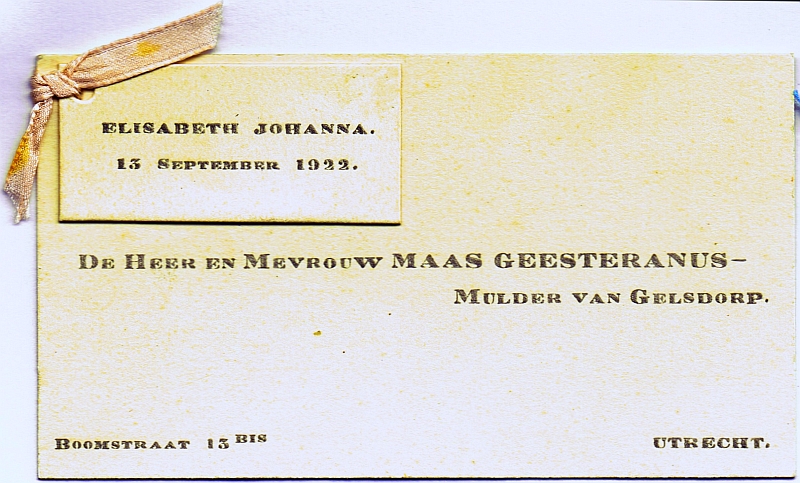 ELISABETH JOHANNA.
13 SEPTEMBER 1922.
DE HEER EN MEVROUW MAAS GEESTERANUS-
MULDER VAN GELSDORP.
BOOMSTRAAT 13 BIS
UTRECHT.